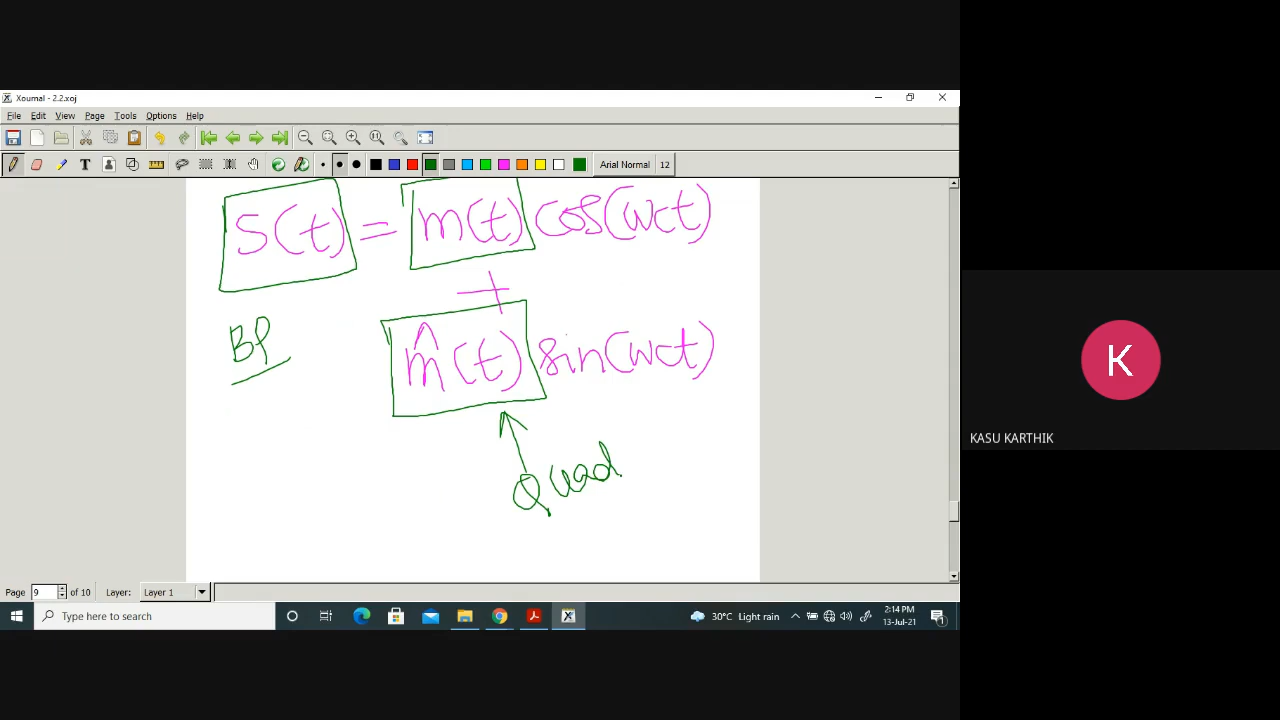 Xournal - 2.2.xoj
File Edit View Page Tools Options Help
Arial Normal 12
S(t) = m(t) cos(wct)
+
BP m̂(t) sin(wct)
Quad
KASU KARTHIK
K
Page 9 of 10 Layer: Layer 1
Type here to search
30°C Light rain
2:14 PM
13-Jul-21
1